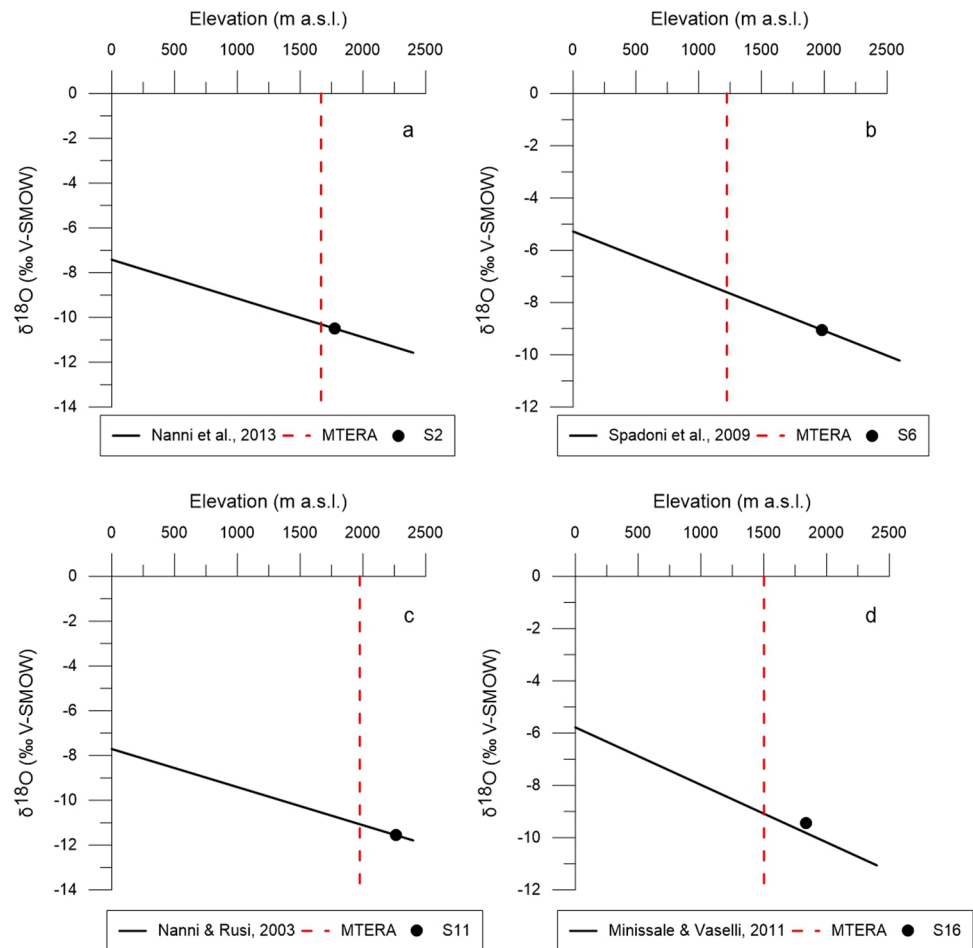 Elevation (m a.s.l.)
0 500 1000 1500 2000 2500
0
-2
-4
-6
-8
-10
-12
-14
δ18O (‰ V-SMOW)
a
Nanni et al., 2013 MTERA S2
Elevation (m a.s.l.)
0 500 1000 1500 2000 2500
0
-2
-4
-6
-8
-10
-12
δ18O (‰ V-SMOW)
b
Spadoni et al., 2009 MTERA S6
Elevation (m a.s.l.)
0 500 1000 1500 2000 2500
0
-2
-4
-6
-8
-10
-12
-14
δ18O (‰ V-SMOW)
c
Nanni & Rusi, 2003 MTERA S11
Elevation (m a.s.l.)
0 500 1000 1500 2000 2500
0
-2
-4
-6
-8
-10
-12
δ18O (‰ V-SMOW)
d
Minissale & Vaselli, 2011 MTERA S16